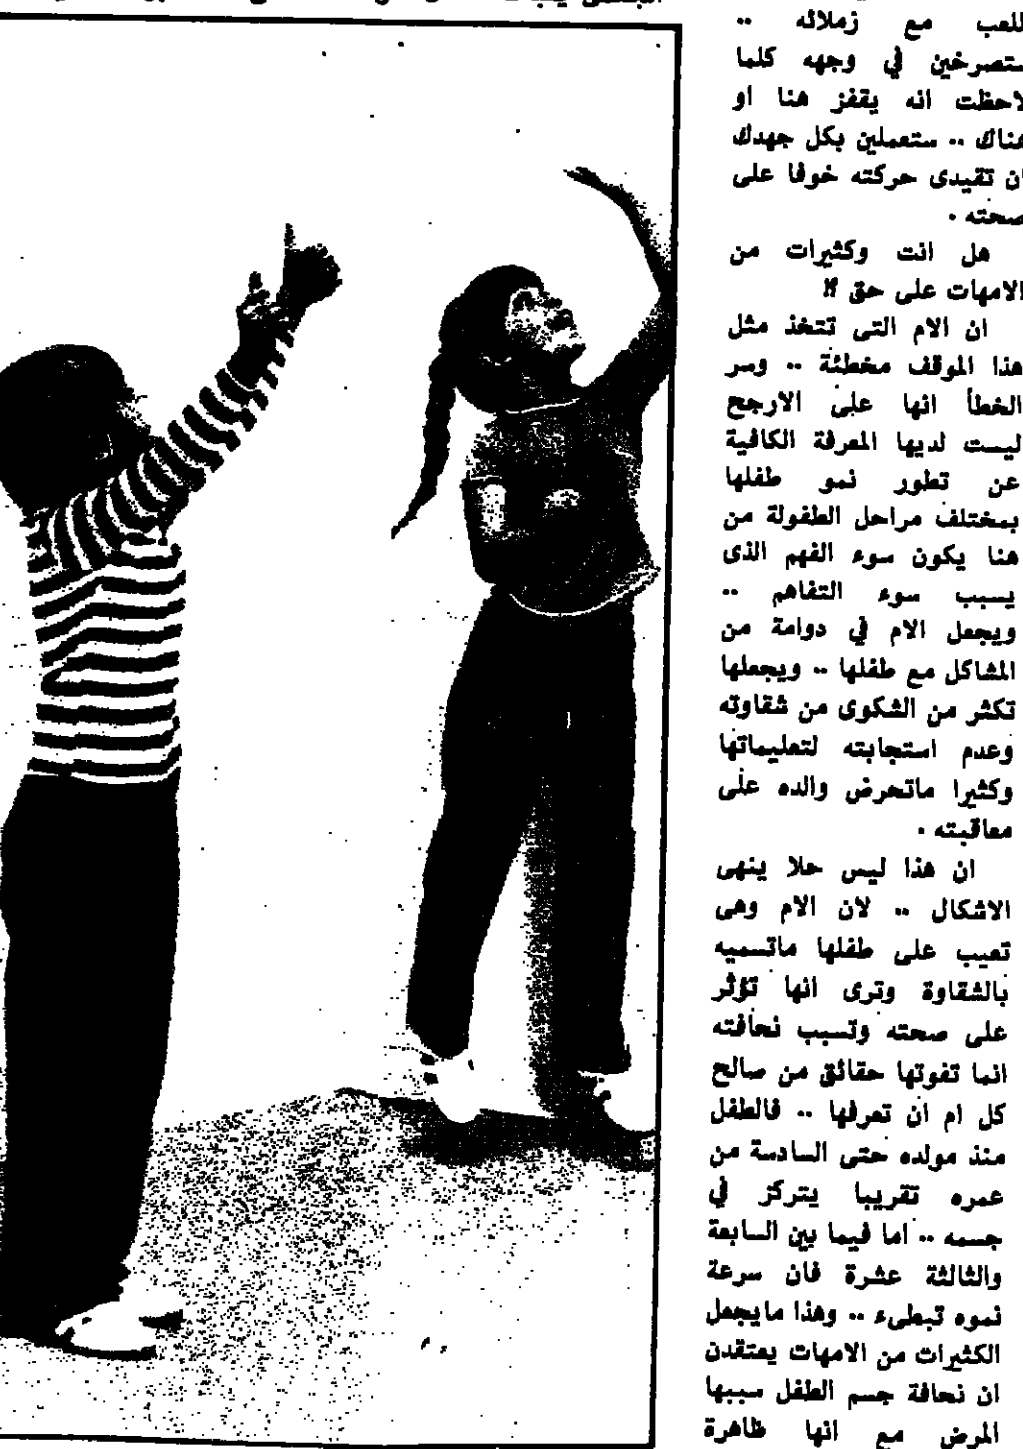 للعب مع زملائه ..
ستصرخين في وجهه كلما
لاحظت انه يقفز هنا او
هناك .. ستعملين بكل جهدك
ان تقيدى حركته خوفا على
صحته .
هل انت وكثيرات من
الامهات على حق ؟!
ان الام التى تتخذ مثل
هذا الموقف مخطئة .. وسر
الخطأ انها على الارجح
ليست لديها المعرفة الكافية
عن تطور نمو طفلها
بمختلف مراحل الطفولة من
هنا يكون سوء الفهم الذى
يسبب سوء التفاهم ..
ويجعل الام في دوامة من
المشاكل مع طفلها .. ويجعلها
تكثر من الشكوى من شقاوته
وعدم استجابته لتعليماتها
وكثيرا ماتحرض والده على
معاقبته .
ان هذا ليس حلا ينهى
الاشكال .. لان الام وهى
تعيب على طفلها ماتسميه
بالشقاوة وترى انها تؤثر
على صحته وتسبب نحافته
انما تفوتها حقائق من صالح
كل ام ان تعرفها .. فالطفل
منذ مولده حتى السادسة من
عمره تقريبا يتركز في
جسمه .. اما فيما بين السابعة
والثالثة عشرة فان سرعة
نموه تبطىء .. وهذا مايجعل
الكثيرات من الامهات يعتقدن
ان نحافة جسم الطفل سببها
المرض مع انها ظاهرة